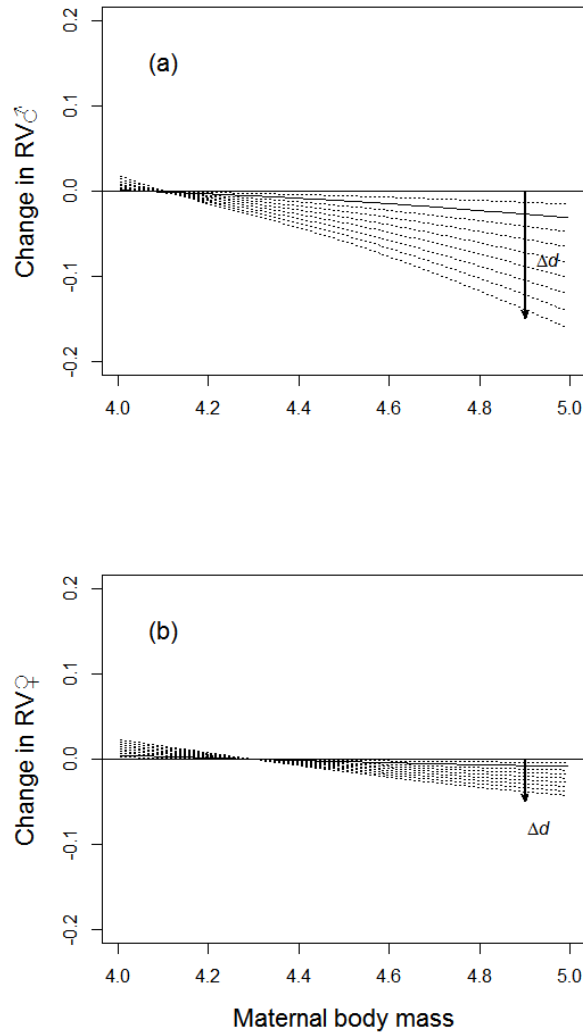 0.2
(a)
0.1
Change in RV♂
0.0
Δd
-0.1
-0.2
4.0 4.2 4.4 4.6 4.8 5.0
0.2
(b)
0.1
Change in RV♀
0.0
Δd
-0.1
-0.2
4.0 4.2 4.4 4.6 4.8 5.0
Maternal body mass